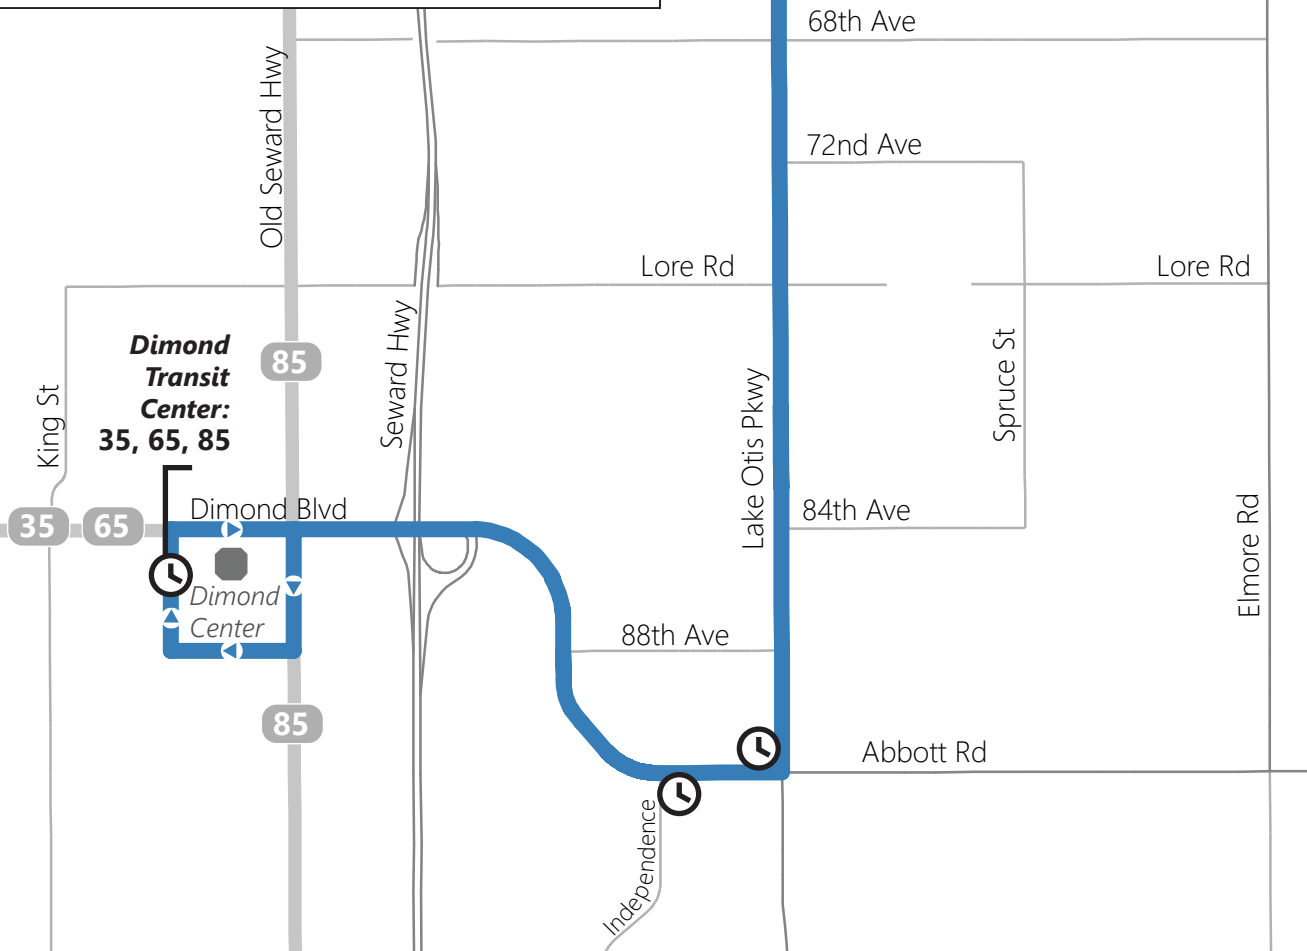 68th Ave
Old Seward Hwy
72nd Ave
Lore Rd
Lore Rd
Dimond
Transit
Center:
35, 65, 85
85
Seward Hwy
King St
Spruce St
Lake Otis Pkwy
Dimond Blvd
35
65
84th Ave
Elmore Rd
Dimond
Center
88th Ave
85
Abbott Rd
Independence